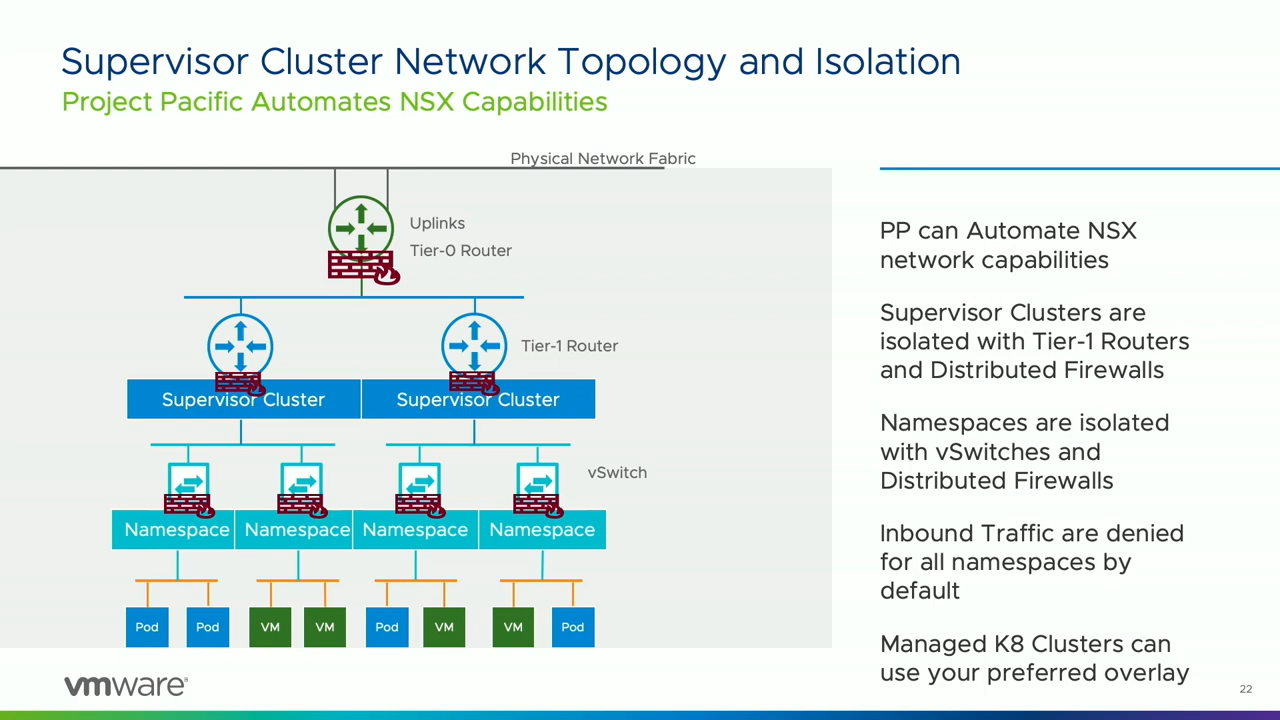 Supervisor Cluster Network Topology and Isolation
Project Pacific Automates NSX Capabilities
Physical Network Fabric
Uplinks
Tier-0 Router
Tier-1 Router
Supervisor Cluster
Supervisor Cluster
vSwitch
Namespace
Namespace
Namespace
Namespace
Pod
Pod
VM
VM
Pod
VM
VM
Pod
PP can Automate NSX
network capabilities
Supervisor Clusters are
isolated with Tier-1 Routers
and Distributed Firewalls
Namespaces are isolated
with vSwitches and
Distributed Firewalls
Inbound Traffic are denied
for all namespaces by
default
Managed K8 Clusters can
use your preferred overlay
vmware®
22